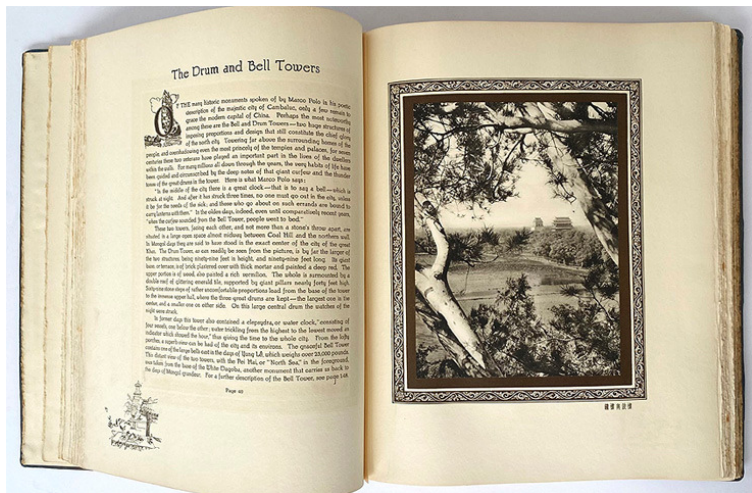 The Drum and Bell Towers
OF THE many historic monuments spoken of by Marco Polo in his poetic
description of the majestic city of Cambaluc, only a few remain to
grace the modern capital of China. Perhaps the most outstanding
among these are the Bell and Drum Towers—two huge structures of
imposing proportions and design that still constitute the chief glory
of the north city. Towering far above the surrounding homes of the
people, and overshadowing even the most princely of the temples and palaces, for seven
centuries these two veterans have played an important part in the lives of the dwellers
within the walls. For many millions all down through the years, the very habits of life have
been guided and circumscribed by the deep notes of that giant curfew and the thunder
tones of the great drums in the tower. Here is what Marco Polo says:
"In the middle of the city there is a great clock—that is to say a bell—which is
struck at night. And after it has struck three times, no one must go out in the city, unless
it be for the needs of the sick; and those who go about on such errands are bound to
carry lanterns with them." In the olden days, indeed, even until comparatively recent years,
"when the curfew sounded from the Bell Tower, people went to bed."
These two towers, facing each other, and not more than a stone's throw apart, are
situated in a large open space almost midway between Coal Hill and the northern wall.
In Mongol days they are said to have stood in the exact center of the city of the great
Khan. The Drum Tower, as can readily be seen from the picture, is by far the larger of
the two structures, being ninety-nine feet in height, and ninety-nine feet long. Its giant
base, or terrace, is of brick plastered over with thick mortar and painted a deep red. The
upper portion is of wood, also painted a rich vermilion. The whole is surmounted by a
double roof of glittering emerald tile, supported by giant pillars nearly forty feet high.
Sixty-nine stone steps of rather uncomfortable proportions lead from the base of the tower
to the immense upper hall, where the three great drums are kept—the largest one in the
center, and a smaller one on either side. On this large central drum the watches of the
night were struck.
In former days this tower also contained a clepsydra, or water clock, "consisting of
four vessels, one below the other; water trickling from the highest to the lowest moved an
indicator which showed the hour," thus giving the time to the whole city. From the lofty
parapet, a superb view can be had of the city and its environs. The graceful Bell Tower
contains one of the large bells cast in the days of Yung Lê, which weighs over 23,000 pounds.
This distant view of the two towers, with the Pei Hai, or "North Sea," in the foreground,
was taken from the base of the White Dagoba, another monument that carries us back to
the days of Mongol grandeur. For a further description of the Bell Tower, see page 148.